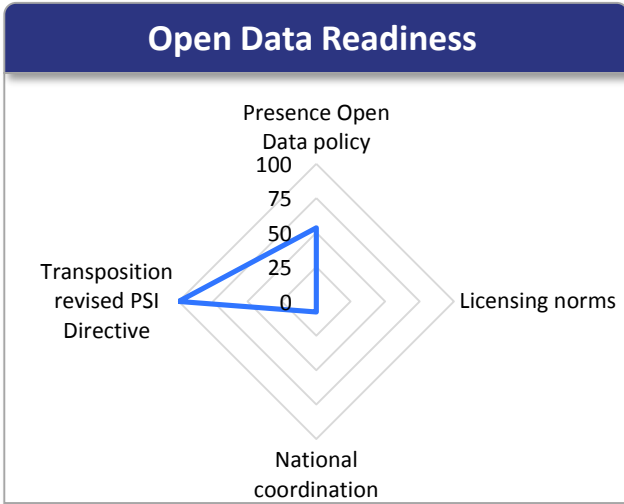 Open Data Readiness
Presence Open
Data policy
100
75
50
25
0
Transposition
revised PSI
Directive
Licensing norms
National
coordination